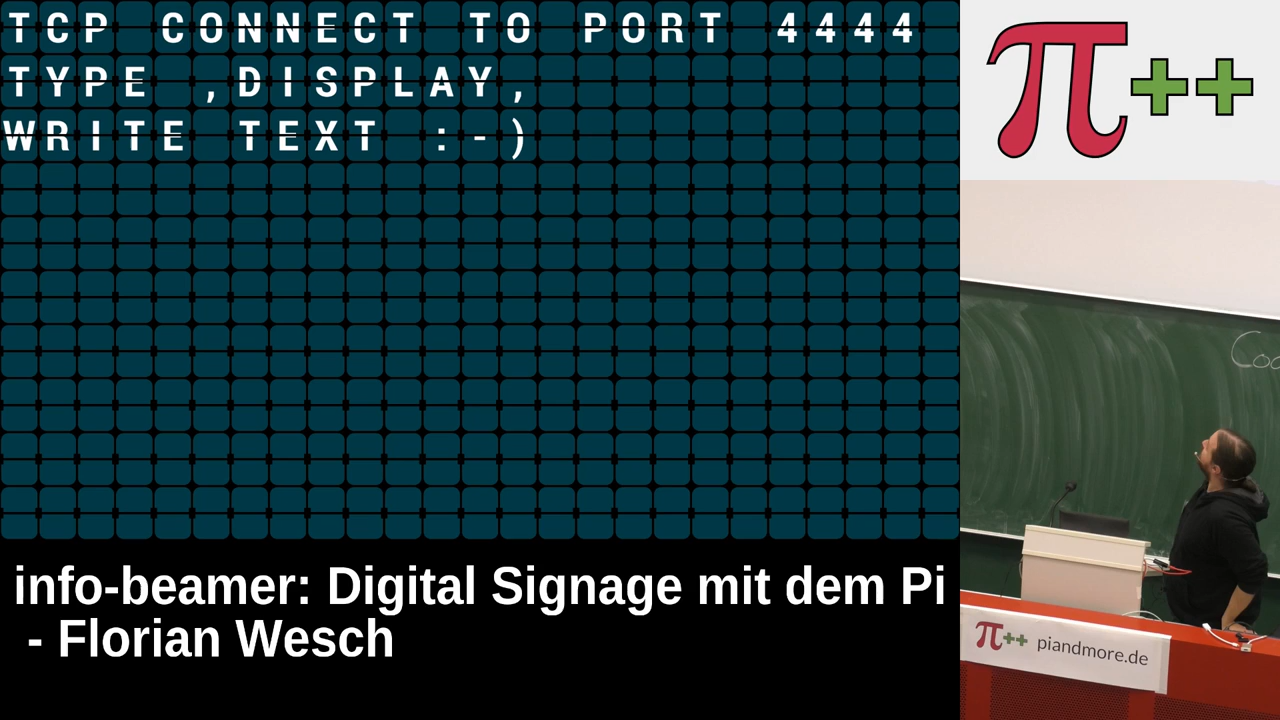 TCP CONNECT TO PORT 4444
TYPE ,DISPLAY,
WRITE TEXT :-)
π++
Coo
info-beamer: Digital Signage mit dem Pi
- Florian Wesch
π++ piandmore.de